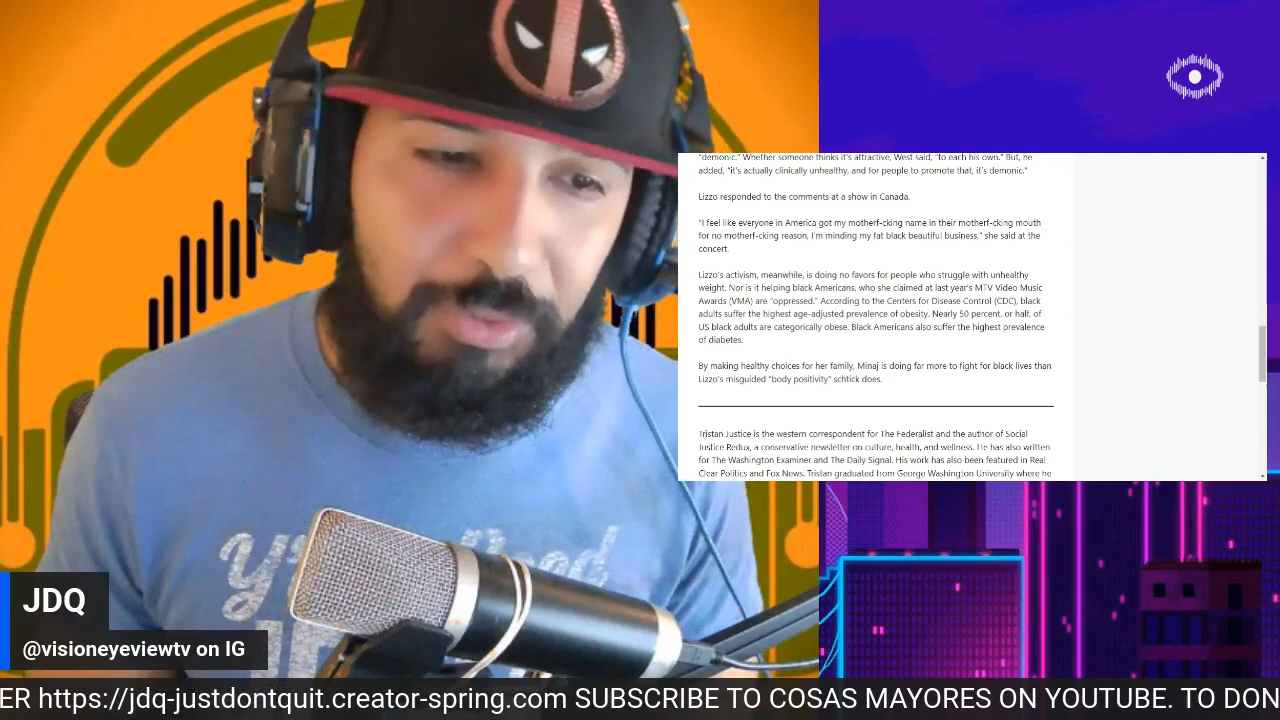 "demonic." Whether someone thinks it's attractive, West said, "to each his own." But, he
added, "it's actually clinically unhealthy, and for people to promote that, it's demonic."
Lizzo responded to the comments at a show in Canada.
"I feel like everyone in America got my motherf-cking name in their motherf-cking mouth
for no motherf-cking reason, I'm minding my fat black beautiful business," she said at the
concert.
Lizzo's activism, meanwhile, is doing no favors for people who struggle with unhealthy
weight. Nor is it helping black Americans, who she claimed at last year's MTV Video Music
Awards (VMA) are "oppressed." According to the Centers for Disease Control (CDC), black
adults suffer the highest age-adjusted prevalence of obesity. Nearly 50 percent, or half, of
US black adults are categorically obese. Black Americans also suffer the highest prevalence
of diabetes.
By making healthy choices for her family, Minaj is doing far more to fight for black lives than
Lizzo's misguided "body positivity" schtick does.
Tristan Justice is the western correspondent for The Federalist and the author of Social
Justice Redux, a conservative newsletter on culture, health, and wellness. He has also written
for The Washington Examiner and The Daily Signal. His work has also been featured in Real
Clear Politics and Fox News. Tristan graduated from George Washington University where he
JDQ
@visioneyeviewtv on IG
ER https://jdq-justdontquit.creator-spring.com SUBSCRIBE TO COSAS MAYORES ON YOUTUBE. TO DON